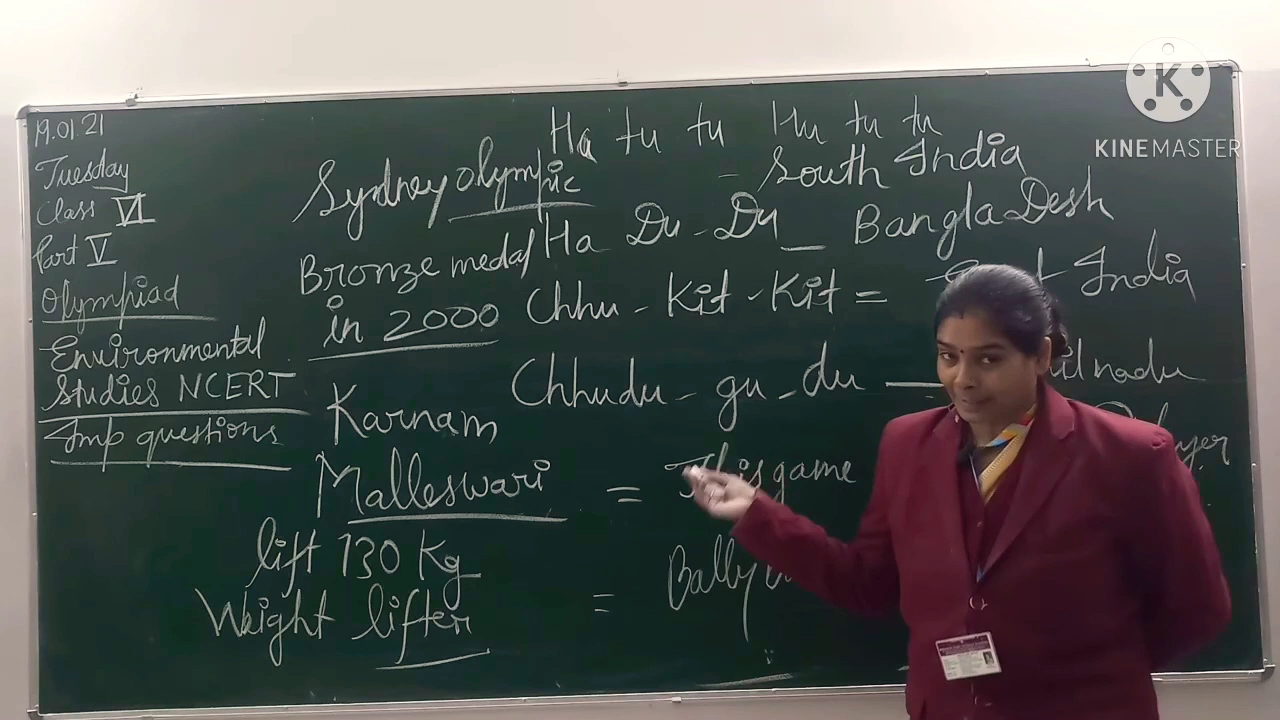 19.01.21
Tuesday
Class VI
Part V
Olympiad
Environmental
Studies NCERT
Imp questions
Sydney Olympic
Bronze medal
in 2000
Karnam
Malleswari
lift 130 Kg
Weight lifter
Ha tu tu Hu tu tu
- South India
Ha Du - Du - Bangla Desh
Chhu - Kit - Kit = India
Chhudu - gu - du -
= This game
=
K
KINEMASTER